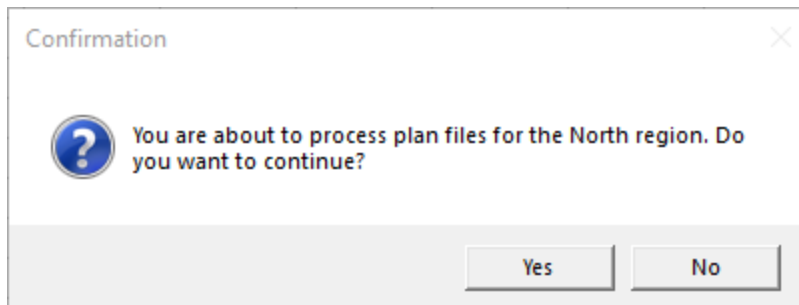 Confirmation
You are about to process plan files for the North region. Do
you want to continue?
Yes
No